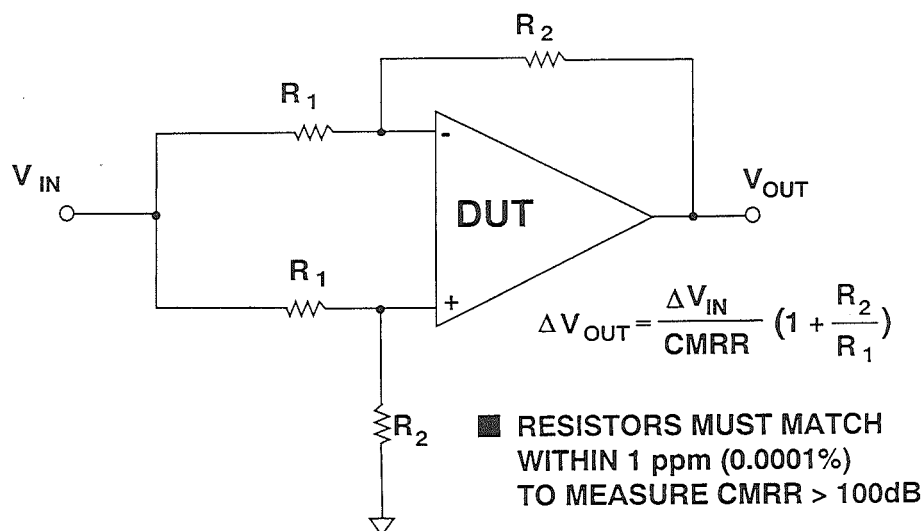 R2
R1
-
V IN
DUT
VOUT
R1
+
ΔVOUT = ΔVIN / CMRR (1 + R2 / R1)
R2
■ RESISTORS MUST MATCH
WITHIN 1 ppm (0.0001%)
TO MEASURE CMRR > 100dB